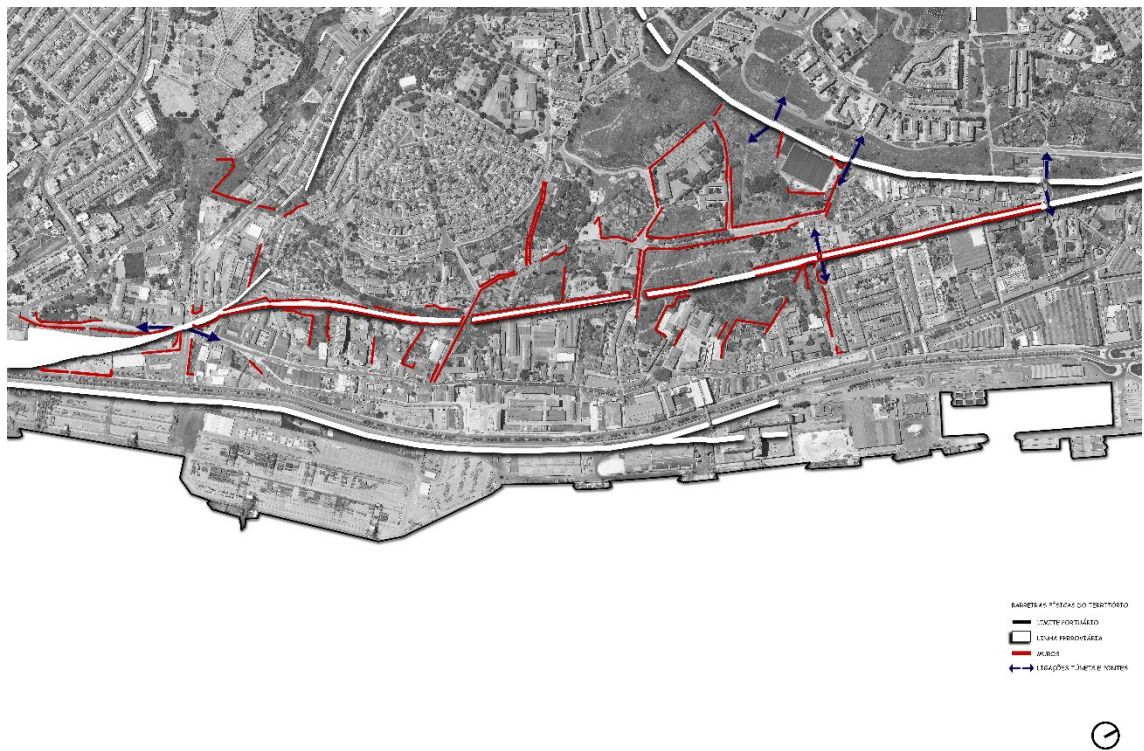 BARREIRAS FÍSICAS DO TERRITÓRIO
LIMITE PORTUÁRIO
LINHA FERROVIÁRIA
MUROS
LIGAÇÕES TÚNEIS E PONTES